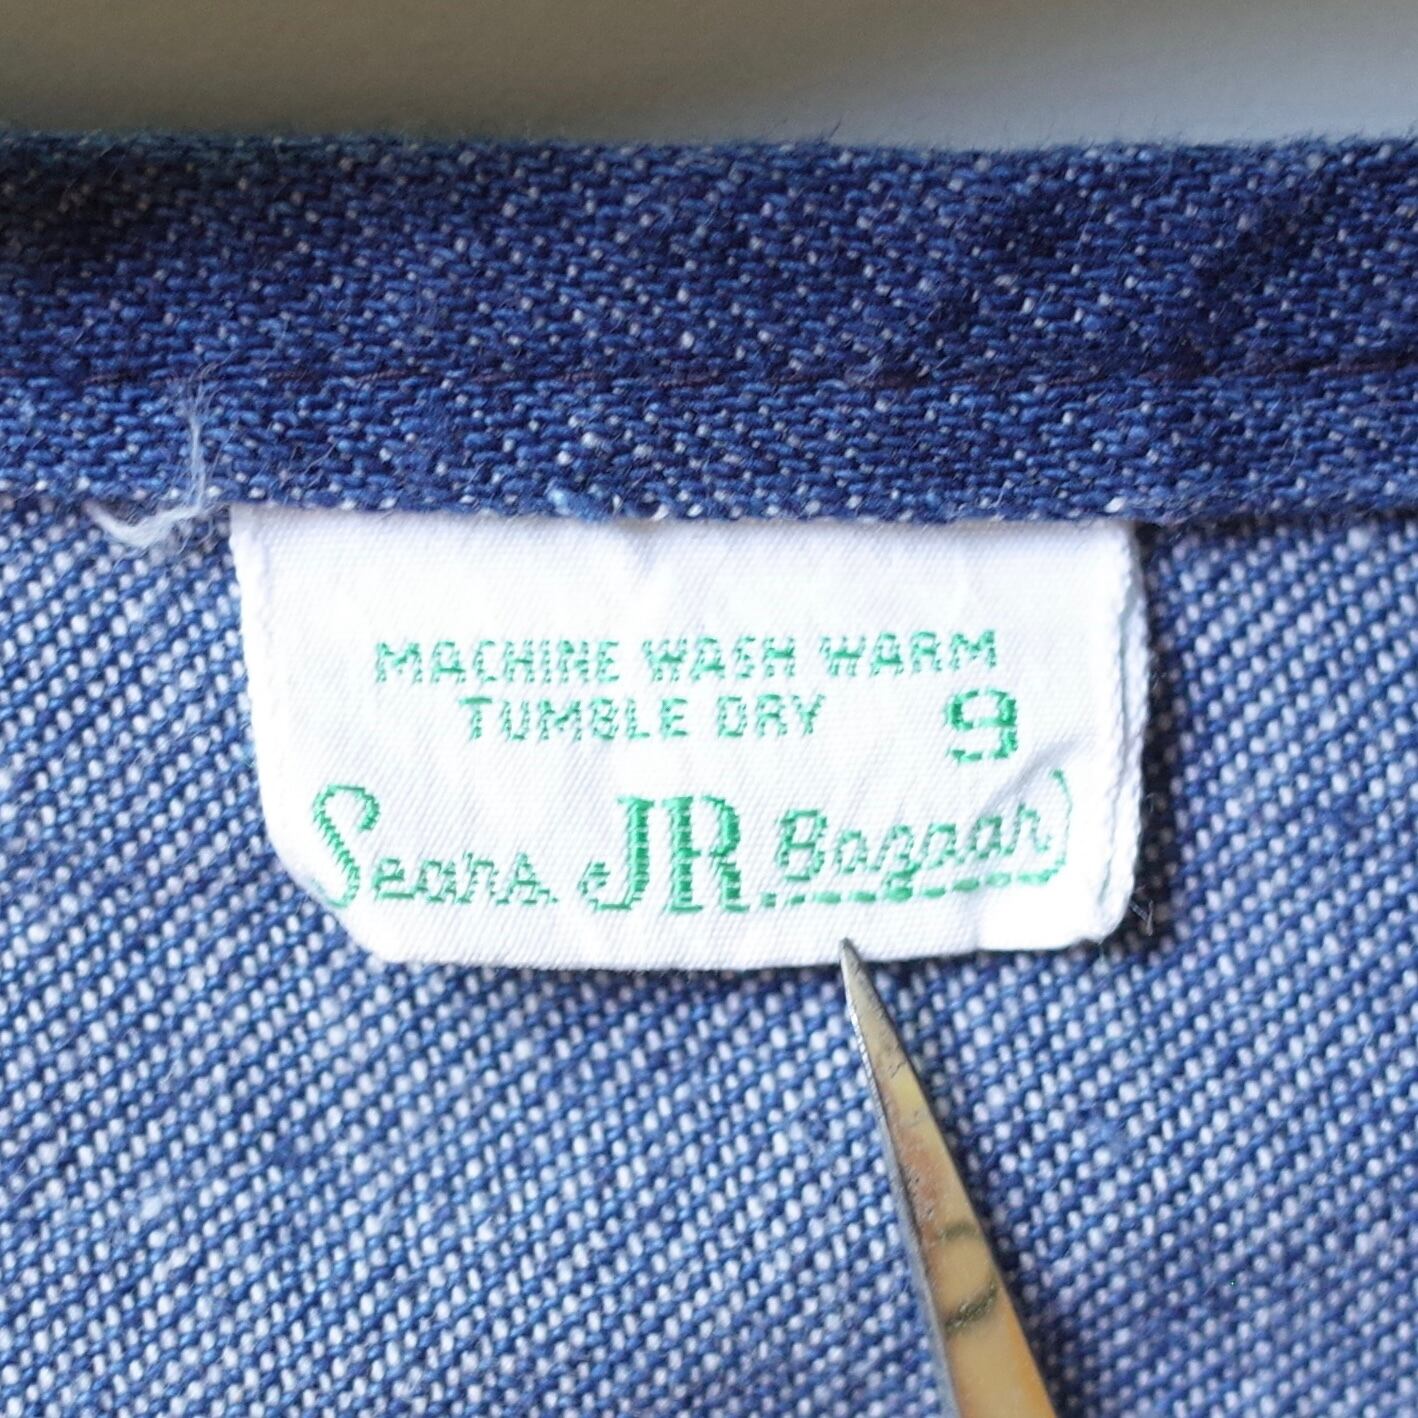 MACHINE WASH WARM
TUMBLE DRY 9
Sears JR Bazaar